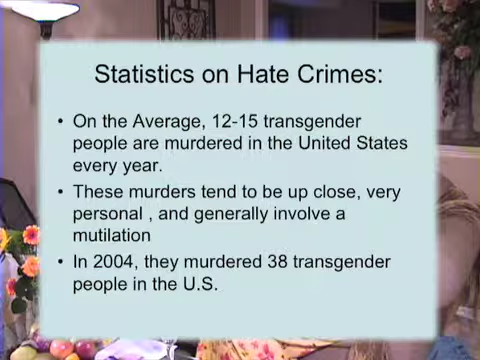 Statistics on Hate Crimes:
• On the Average, 12-15 transgender
people are murdered in the United States
every year.
• These murders tend to be up close, very
personal , and generally involve a
mutilation
• In 2004, they murdered 38 transgender
people in the U.S.